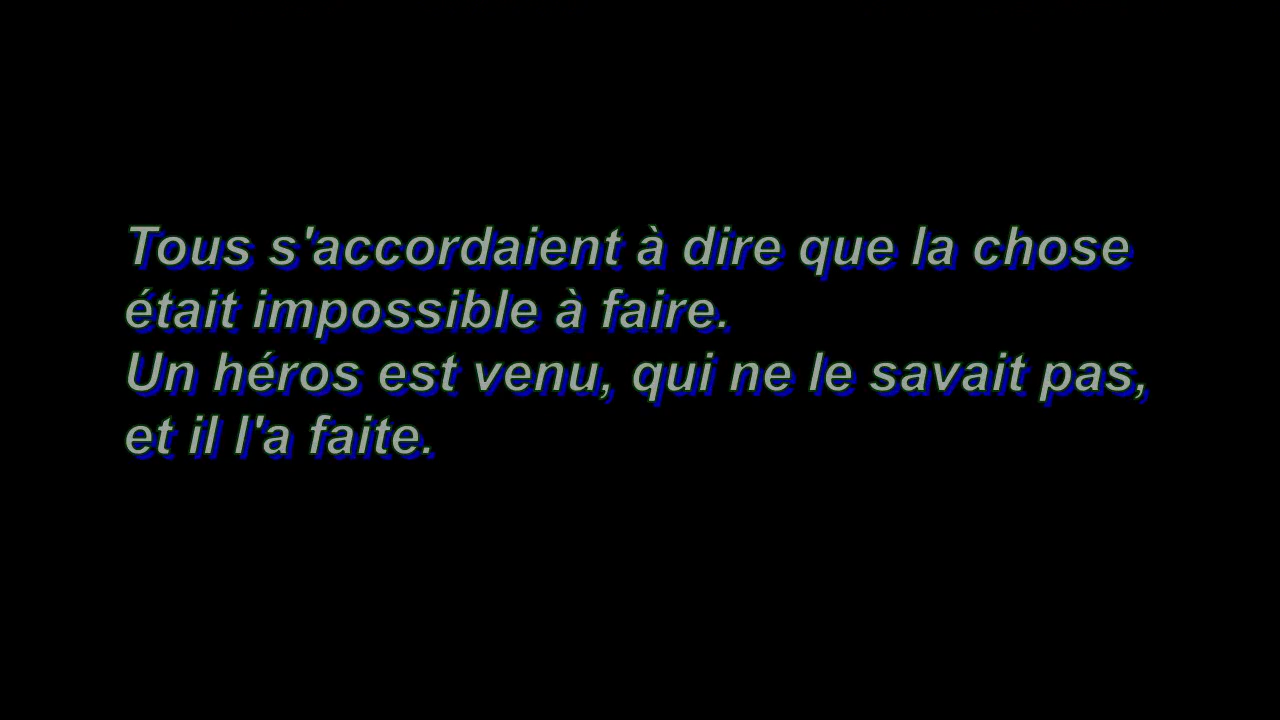 Tous s'accordaient à dire que la chose
était impossible à faire.
Un héros est venu, qui ne le savait pas,
et il l'a faite.